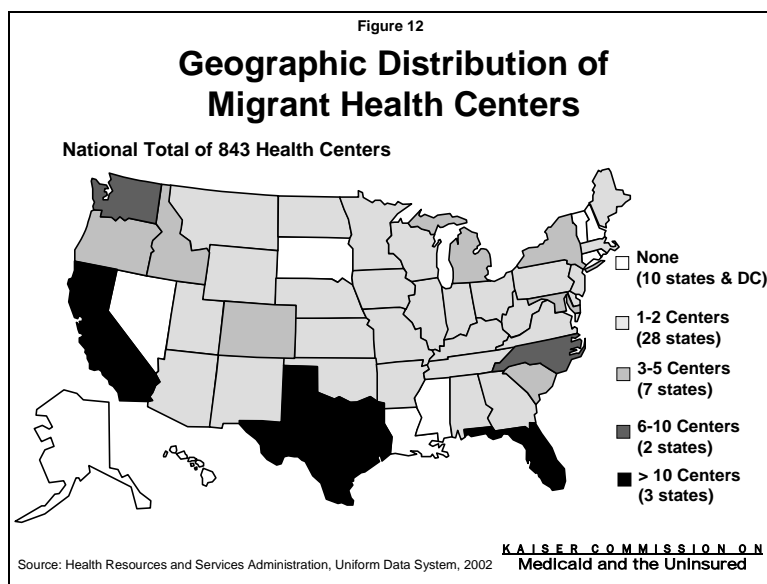 Figure 12
Geographic Distribution of
Migrant Health Centers
National Total of 843 Health Centers
None
(10 states & DC)
1-2 Centers
(28 states)
3-5 Centers
(7 states)
6-10 Centers
(2 states)
> 10 Centers
(3 states)
Source: Health Resources and Services Administration, Uniform Data System, 2002
KAISER COMMISSION ON
Medicaid and the Uninsured